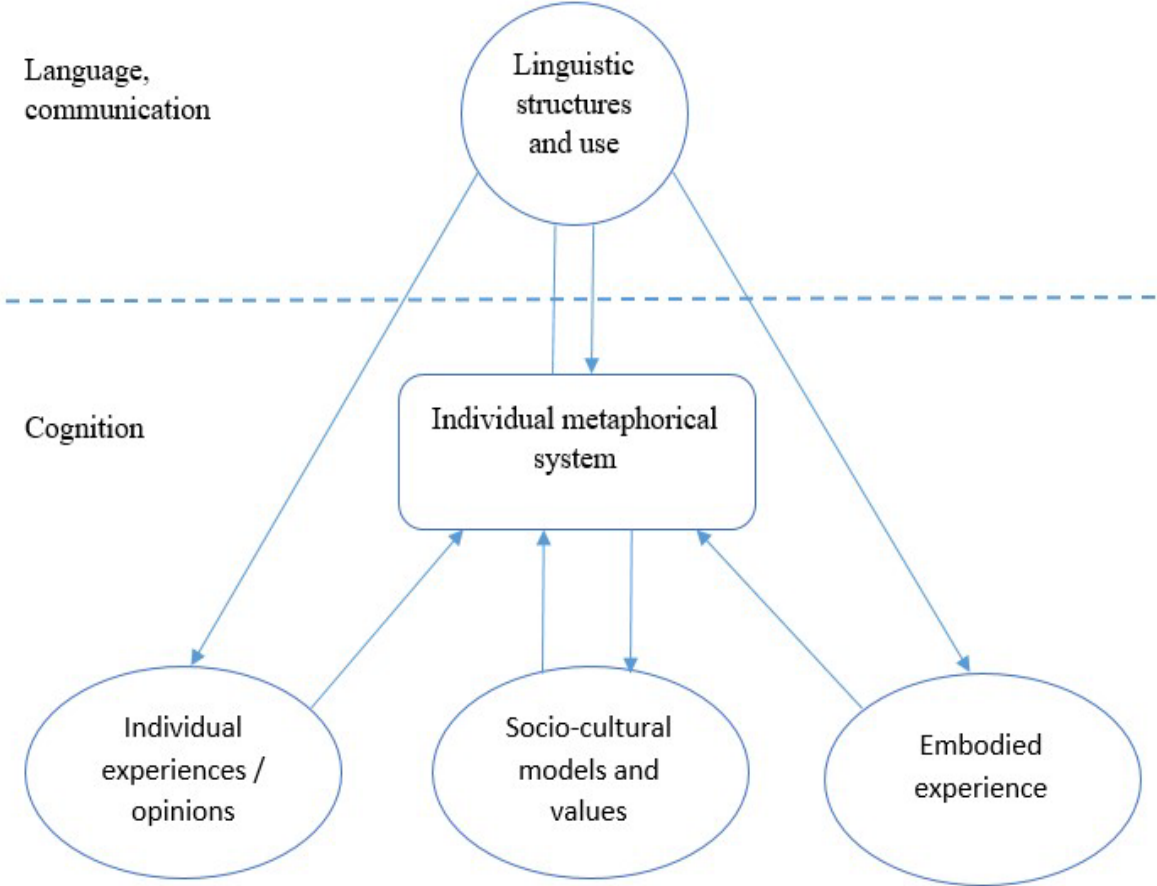 Language,
communication
Linguistic
structures
and use
Cognition
Individual metaphorical
system
Individual
experiences /
opinions
Socio-cultural
models and
values
Embodied
experience